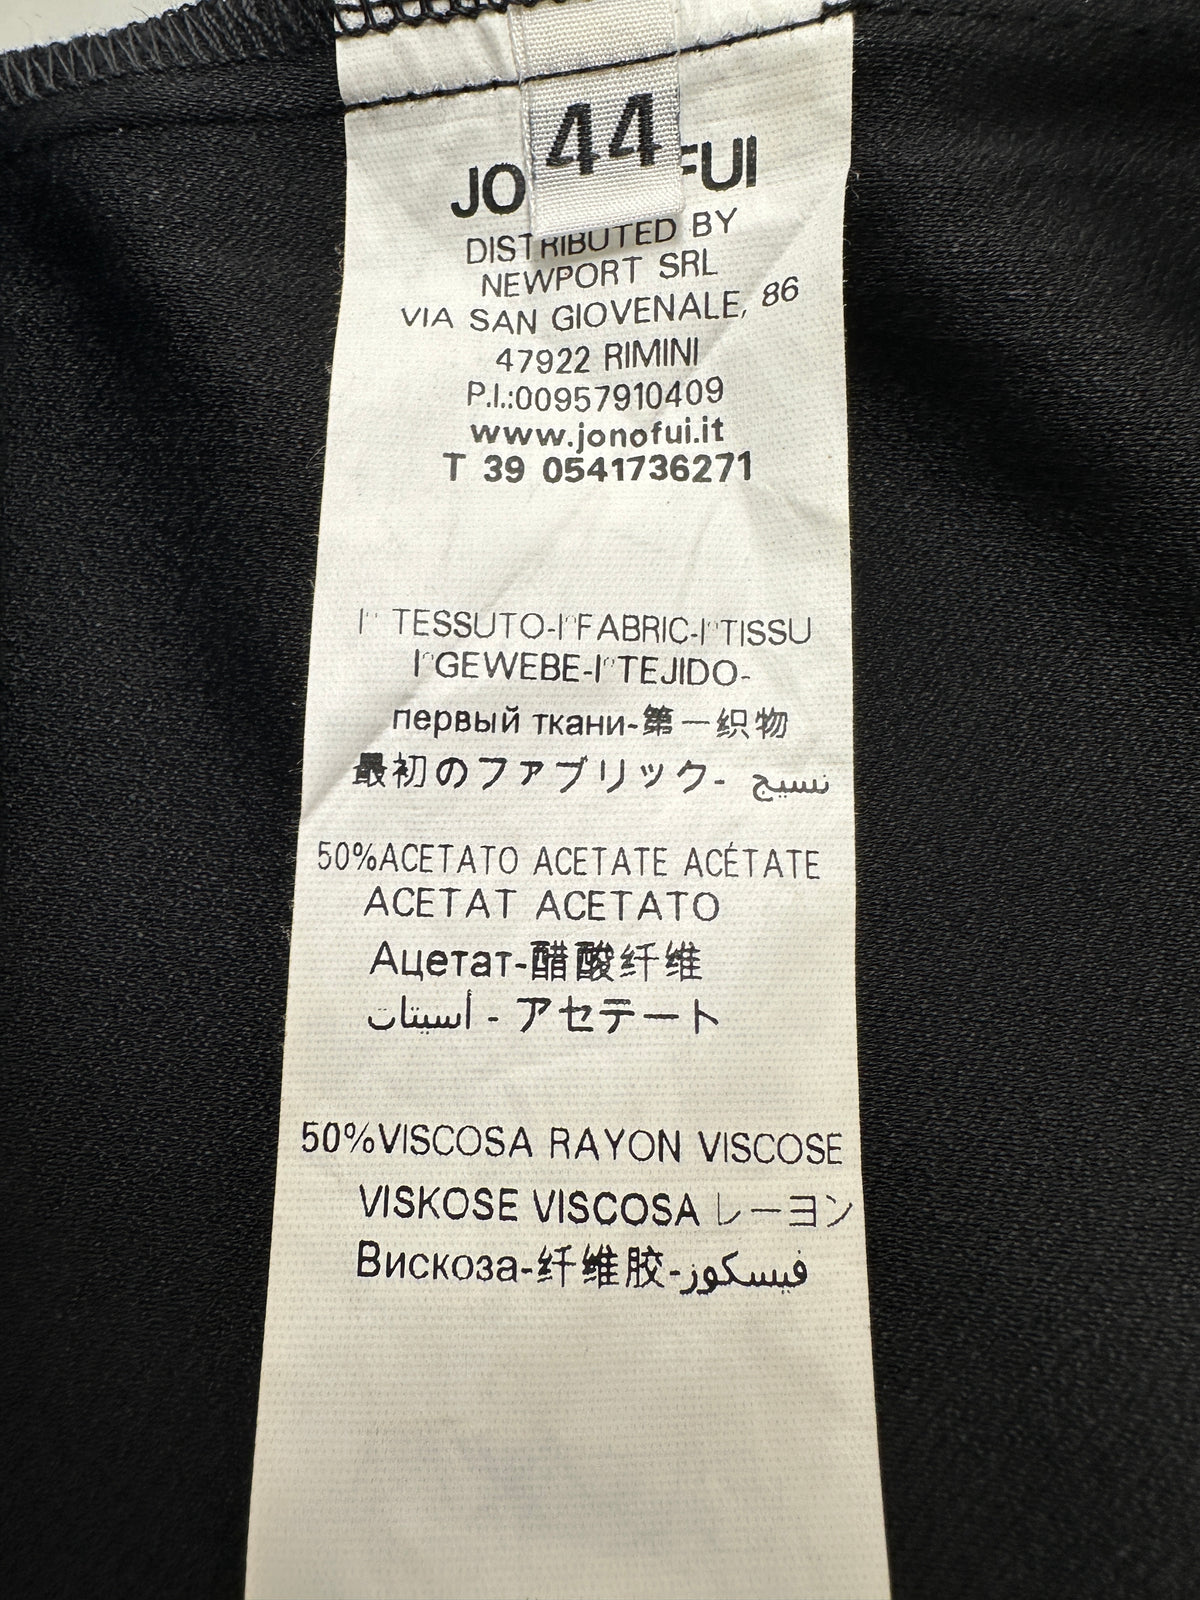 44
JO FUI
DISTRIBUTED BY
NEWPORT SRL
VIA SAN GIOVENALE, 86
47922 RIMINI
P.I.:00957910409
www.jonofui.it
T 39 0541736271
I° TESSUTO-I°FABRIC-I°TISSU
I°GEWEBE-I°TEJIDO-
первый ткани-第一织物
最初のファブリック- نسيج
50%ACETATO ACETATE ACÉTATE
ACETAT ACETATO
Ацетат-醋酸纤维
أسيتات - アセテート
50%VISCOSA RAYON VISCOSE
VISKOSE VISCOSA レーヨン
Вискоза-纤维胶-فيسكوز